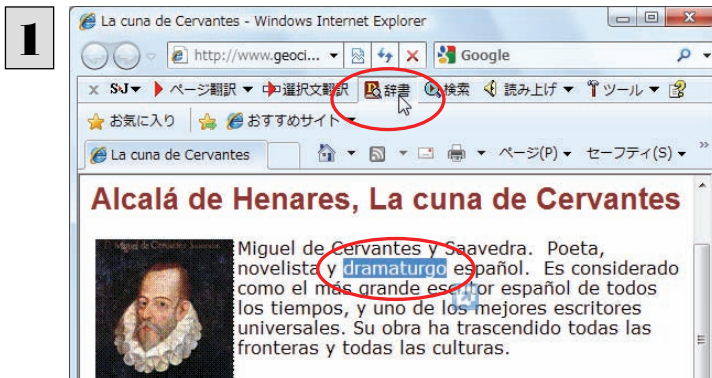 1
La cuna de Cervantes - Windows Internet Explorer
http://www.geoci...
Google
x SÑJ▼ ページ翻訳 ▼ 選択文翻訳 辞書 検索 読み上げ ▼ ツール ▼
お気に入り おすすめサイト ▼
La cuna de Cervantes ページ(P) ▼ セーフティ(S) ▼ »
Alcalá de Henares, La cuna de Cervantes
Miguel de Cervantes y Saavedra. Poeta,
novelista y dramaturgo español. Es considerado
como el más grande escritor español de todos
los tiempos, y uno de los mejores escritores
universales. Su obra ha trascendido todas las
fronteras y todas las culturas.